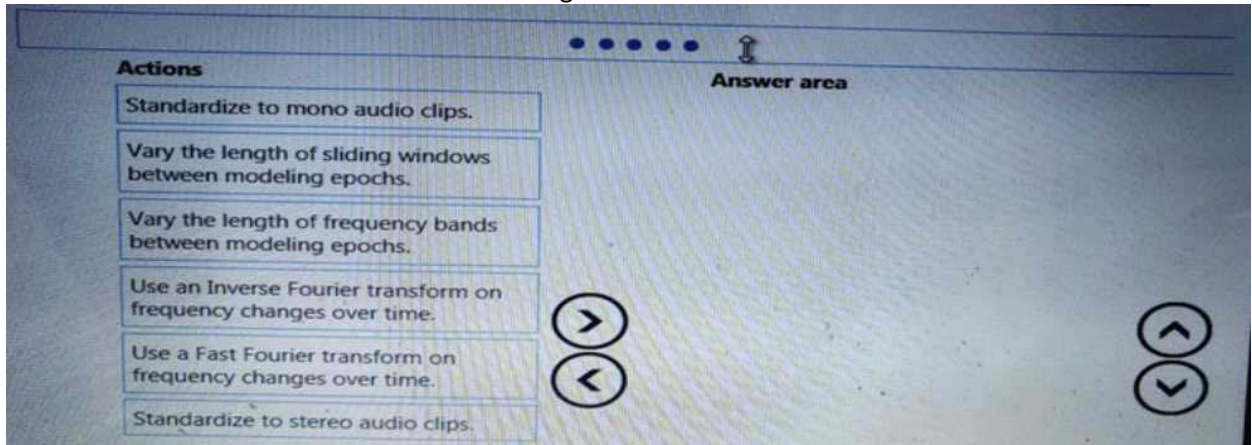 Actions
Answer area
Standardize to mono audio clips.
Vary the length of sliding windows
between modeling epochs.
Vary the length of frequency bands
between modeling epochs.
Use an Inverse Fourier transform on
frequency changes over time.
Use a Fast Fourier transform on
frequency changes over time.
Standardize to stereo audio clips.